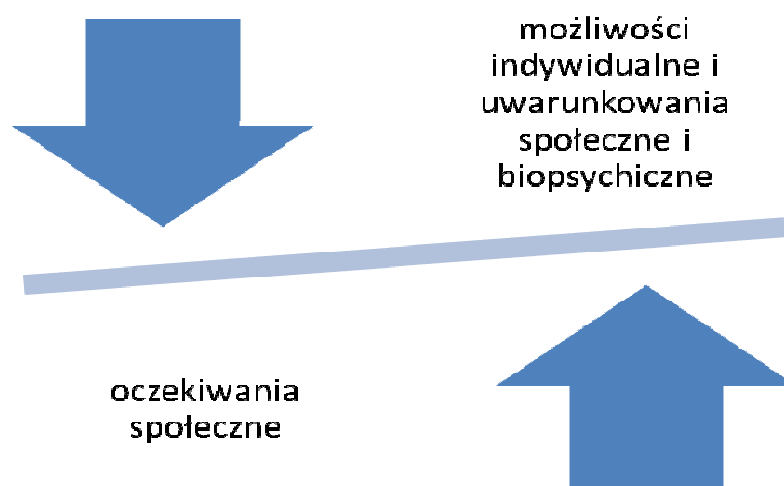 możliwości
indywidualne i
uwarunkowania
społeczne i
biopsychiczne
oczekiwania
społeczne